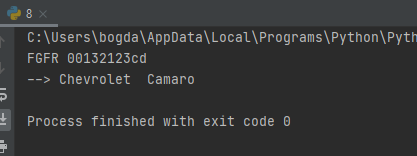 8
C:\Users\bogda\AppData\Local\Programs\Python\Pyth
FGFR 00132123cd
--> Chevrolet  Camaro
Process finished with exit code 0